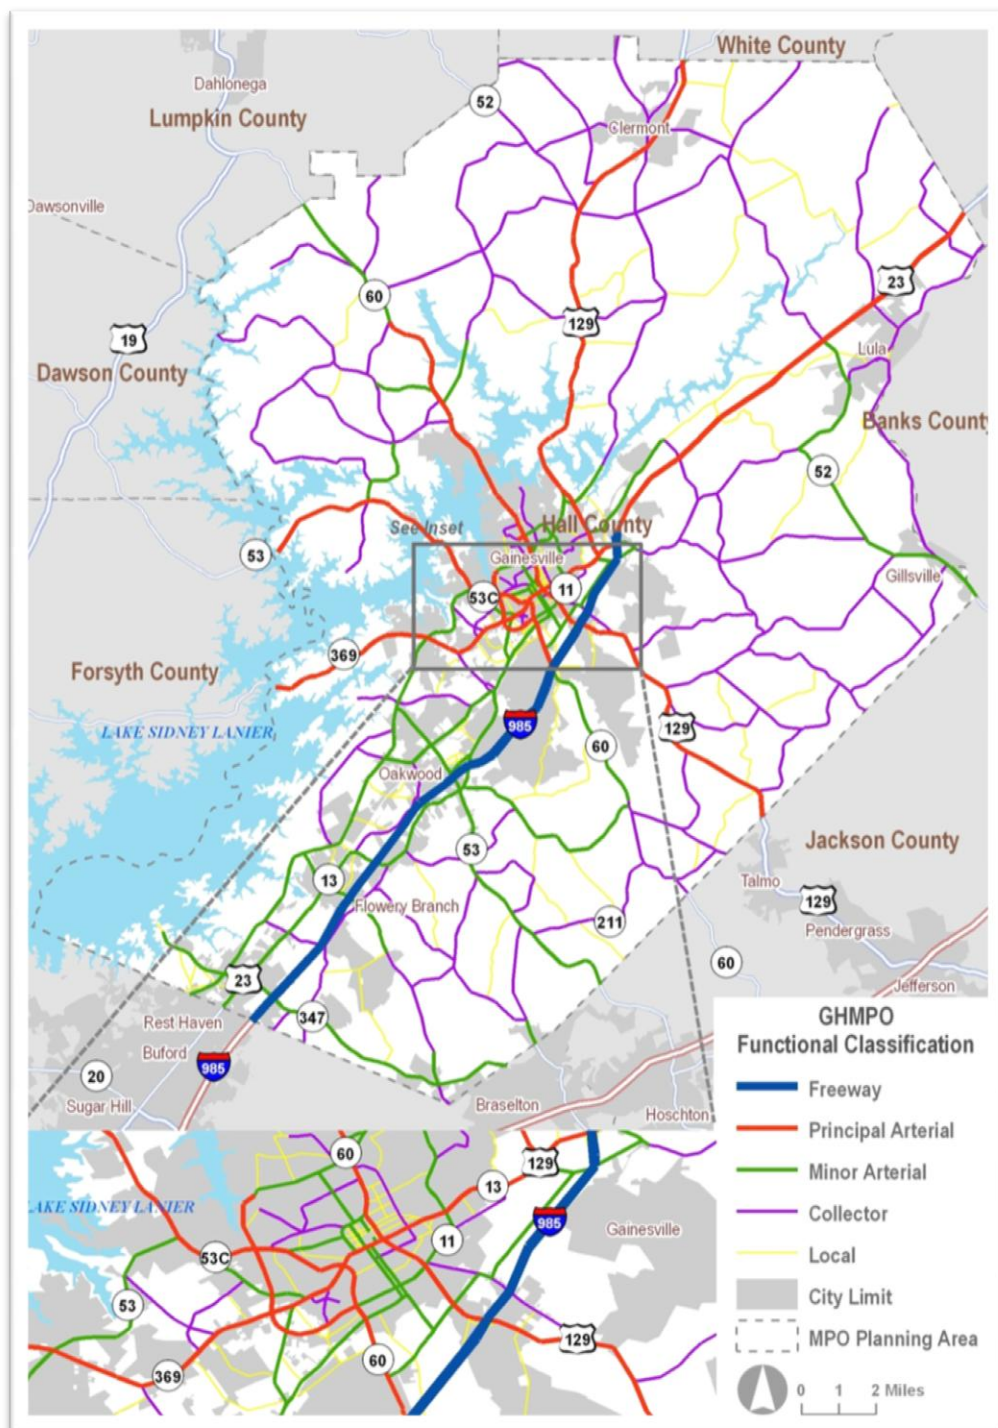 White County
Dahlonega
52
Lumpkin County
Clermont
Dawsonville
60
23
129
19
Lula
Dawson County
Banks County
52
See Inset
Hall County
53
Gainesville
Gillsville
53C
11
369
Forsyth County
985
129
LAKE SIDNEY LANIER
60
Oakwood
53
Jackson County
13
Talmo
129
Flowery Branch
211
Pendergrass
60
23
Jefferson
347
Rest Haven
Buford
985
20
Sugar Hill
Braselton
Hoschton
GHMPO
Functional Classification
Freeway
Principal Arterial
Minor Arterial
Collector
Local
City Limit
MPO Planning Area
0 1 2 Miles
60
129
13
LAKE SIDNEY LANIER
985
Gainesville
11
53C
53
129
60
369